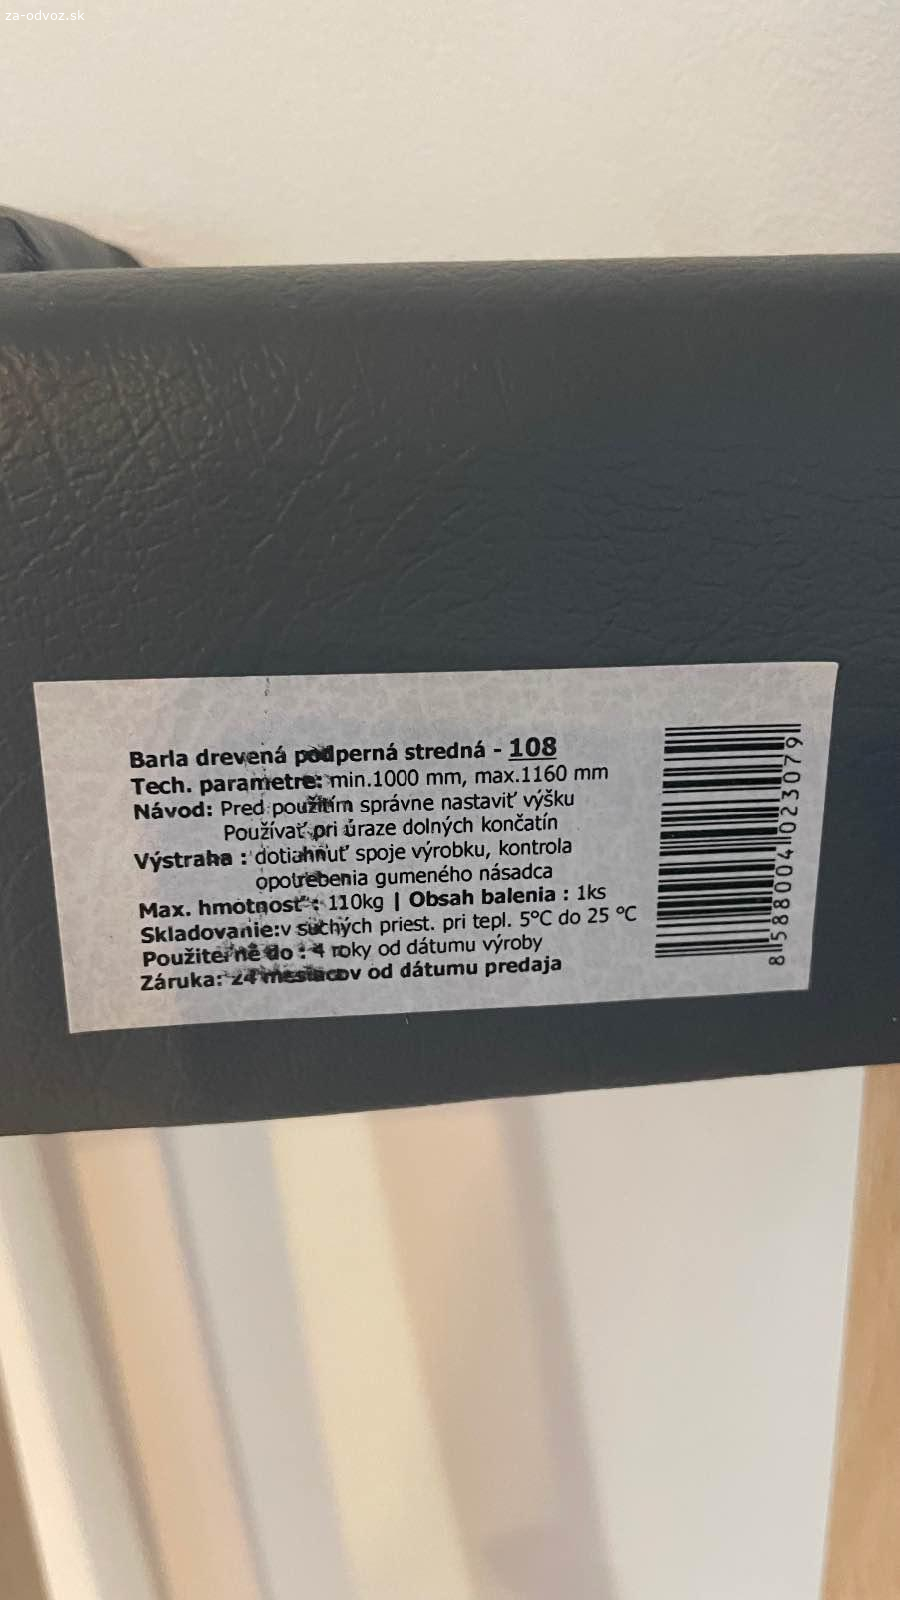 za-odvoz.sk
Barla drevená podperná stredná - 108
Tech. parametre: min.1000 mm, max.1160 mm
Návod: Pred použitím správne nastaviť výšku
Používať pri úraze dolných končatín
Výstraha : dotiahnuť spoje výrobku, kontrola
opotrebenia gumeného násadca
Max. hmotnosť : 110kg | Obsah balenia : 1ks
Skladovanie:v suchých priest. pri tepl. 5°C do 25 °C
Použiteľné do : 4 roky od dátumu výroby
Záruka: 24 mesiacov od dátumu predaja
8 588004 023079